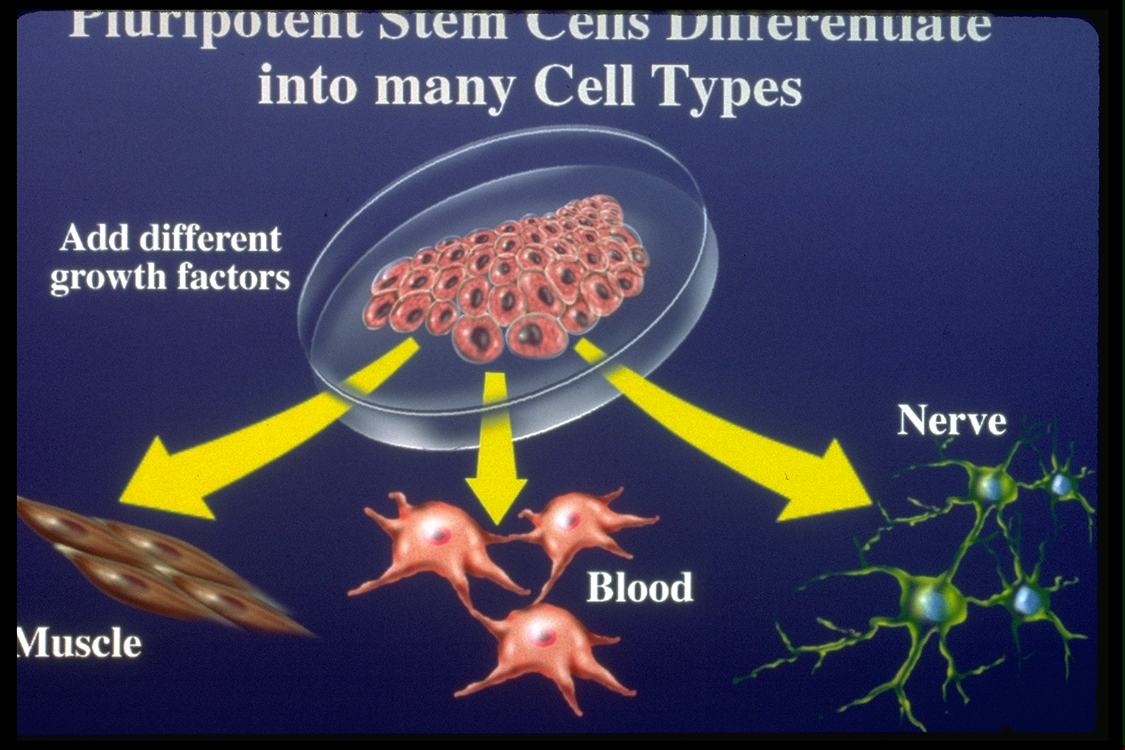 Pluripotent Stem Cells Differentiate
into many Cell Types
Add different
growth factors
Nerve
Blood
Muscle